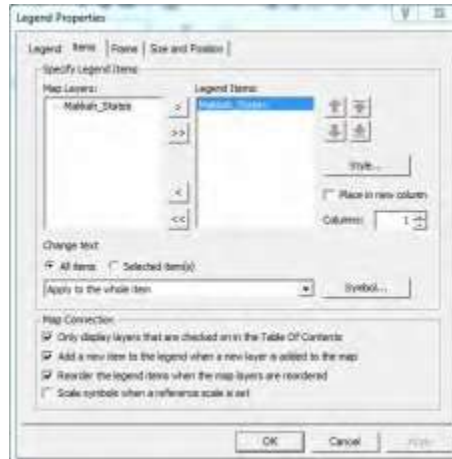 Legend Properties
Legend Items Frame Size and Position
Specify Legend Items
Map Layers: Legend Items:
Makkah_States > Makkah_States
>>
Style...
< Place in new column
<< Columns: 1
Change text
All items Selected item(s)
Apply to the whole item Symbol...
Map Connection
Only display layers that are checked on in the Table Of Contents
Add a new item to the legend when a new layer is added to the map
Reorder the legend items when the map layers are reordered
Scale symbols when a reference scale is set
OK Cancel Apply